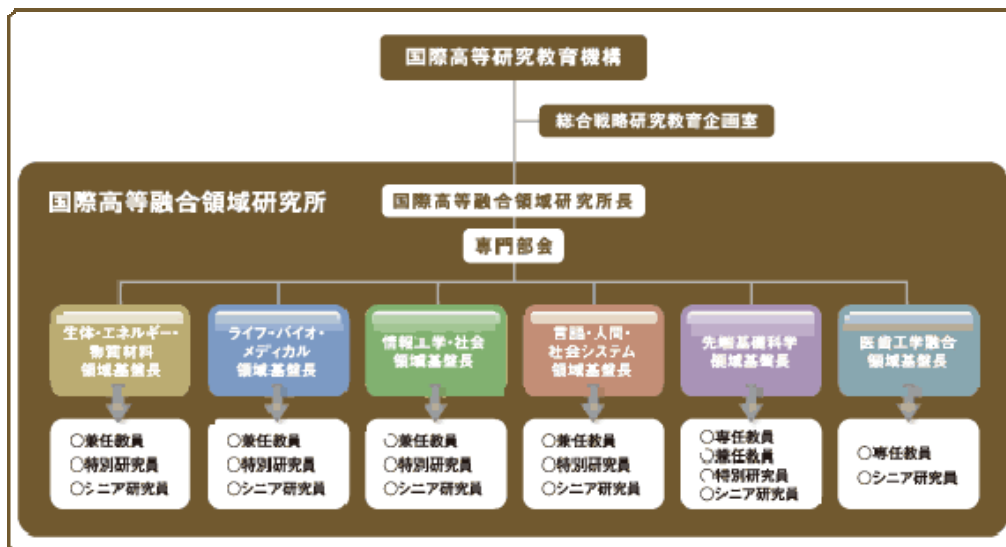 国際高等研究教育機構
総合戦略研究教育企画室
国際高等融合領域研究所
国際高等融合領域研究所長
専門部会
生体・エネルギー・
物質材料
領域基盤長
ライフ・バイオ・
メディカル
領域基盤長
情報工学・社会
領域基盤長
言語・人間・
社会システム
領域基盤長
先端基礎科学
領域基盤長
医歯工学融合
領域基盤長
○兼任教員
○特別研究員
○シニア研究員
○兼任教員
○特別研究員
○シニア研究員
○兼任教員
○特別研究員
○シニア研究員
○兼任教員
○特別研究員
○シニア研究員
○専任教員
○兼任教員
○特別研究員
○シニア研究員
○専任教員
○シニア研究員